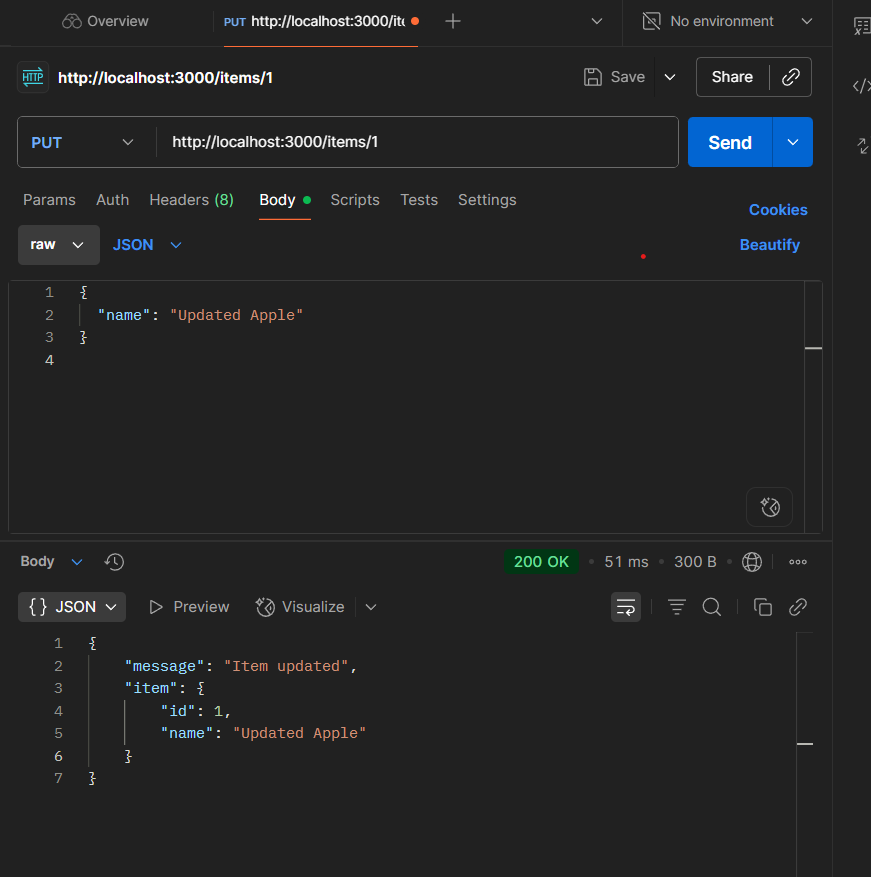 Overview
PUT http://localhost:3000/ite
No environment
HTTP http://localhost:3000/items/1
Save
Share
PUT http://localhost:3000/items/1
Send
Params Auth Headers (8) Body Scripts Tests Settings
Cookies
raw JSON Beautify
1 {
2 "name": "Updated Apple"
3 }
4
Body 200 OK • 51 ms • 300 B •
{} JSON Preview Visualize
1 {
2 "message": "Item updated",
3 "item": {
4 "id": 1,
5 "name": "Updated Apple"
6 }
7 }